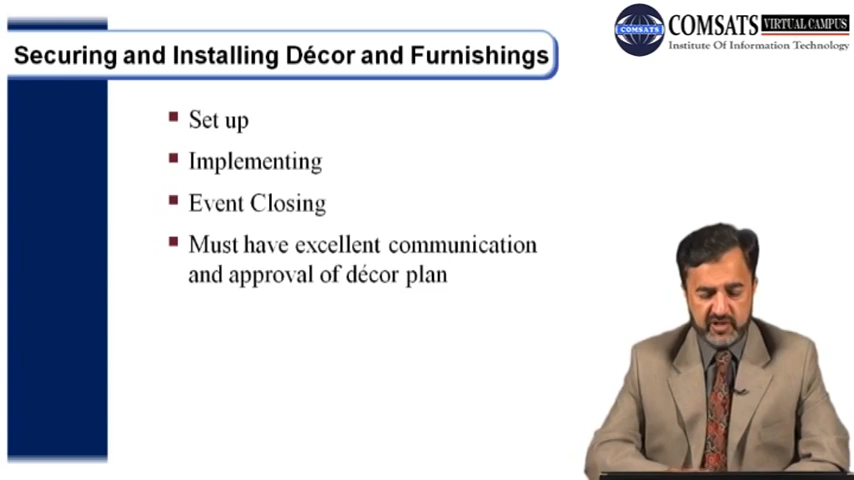 Securing and Installing Décor and Furnishings
COMSATS VIRTUAL CAMPUS
Institute Of Information Technology
COMSATS
Set up
Implementing
Event Closing
Must have excellent communication
and approval of décor plan